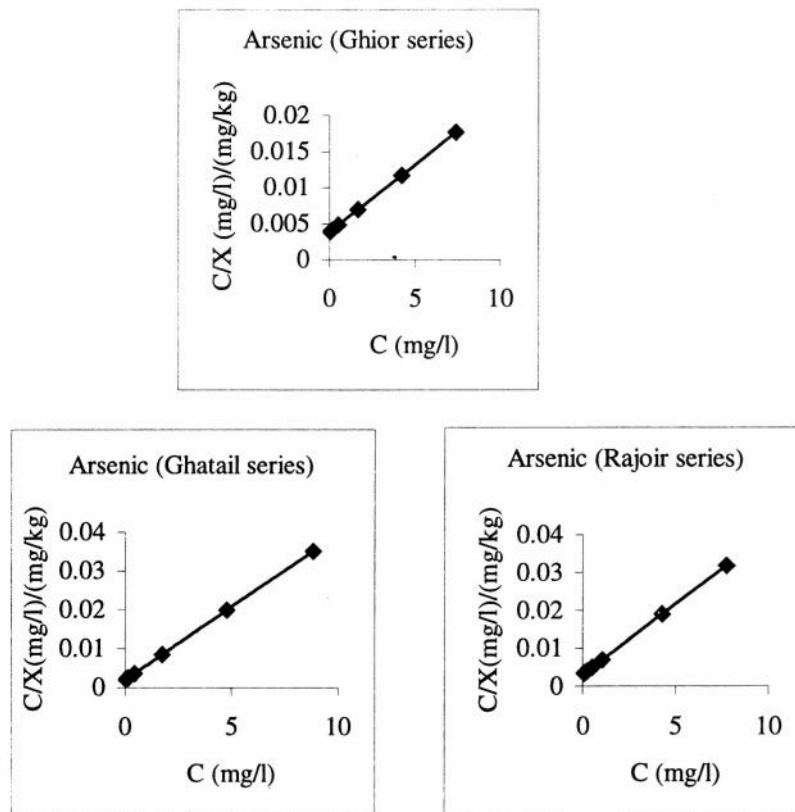 Arsenic (Ghior series)
C/X (mg/l)/(mg/kg)
0.02
0.015
0.01
0.005
0
0 5 10
C (mg/l)
Arsenic (Ghatail series)
C/X(mg/l)/(mg/kg)
0.04
0.03
0.02
0.01
0
0 5 10
C (mg/l)
Arsenic (Rajoir series)
C/X(mg/l)/(mg/kg)
0.04
0.03
0.02
0.01
0
0 5 10
C (mg/l)